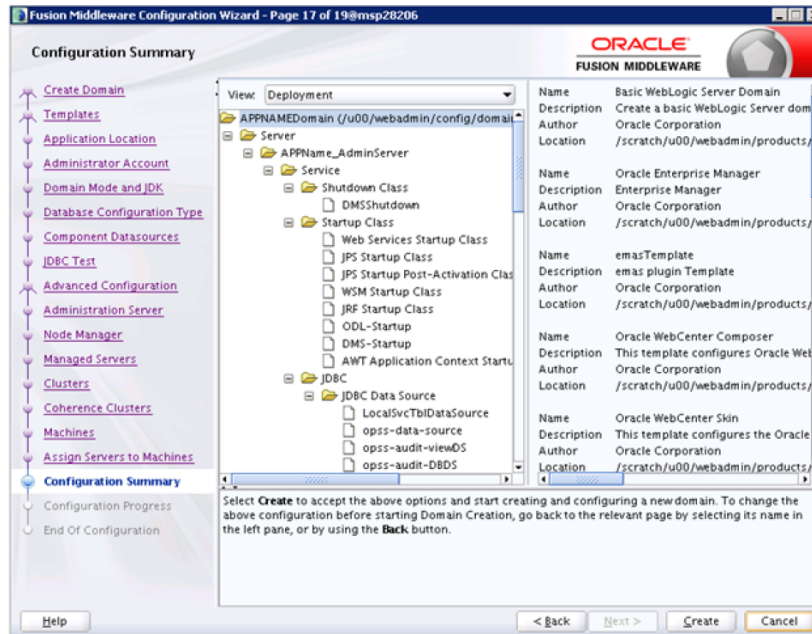 Fusion Middleware Configuration Wizard - Page 17 of 19@msp28206
Configuration Summary
ORACLE
FUSION MIDDLEWARE
Create Domain
Templates
Application Location
Administrator Account
Domain Mode and JDK
Database Configuration Type
Component Datasources
JDBC Test
Advanced Configuration
Administration Server
Node Manager
Managed Servers
Clusters
Coherence Clusters
Machines
Assign Servers to Machines
Configuration Summary
Configuration Progress
End Of Configuration
View: Deployment
APPNAMEDomain (/u00/webadmin/config/domai
Server
APPName_AdminServer
Service
Shutdown Class
DMSShutdown
Startup Class
Web Services Startup Class
JPS Startup Class
JPS Startup Post-Activation Clas
WSM Startup Class
JRF Startup Class
ODL-Startup
DMS-Startup
AWT Application Context Startu
JDBC
JDBC Data Source
LocalSvcTblDataSource
opss-data-source
opss-audit-viewDS
opss-audit-DBDS
Name Basic WebLogic Server Domain
Description Create a basic WebLogic Server dom
Author Oracle Corporation
Location /scratch/u00/webadmin/products/
Name Oracle Enterprise Manager
Description Enterprise Manager
Author Oracle Corporation
Location /scratch/u00/webadmin/products/
Name emasTemplate
Description emas plugin Template
Author Oracle Corporation
Location /scratch/u00/webadmin/products/
Name Oracle WebCenter Composer
Description This template configures Oracle Wel
Author Oracle Corporation
Location /scratch/u00/webadmin/products/
Name Oracle WebCenter Skin
Description This template configures the Oracle
Author Oracle Corporation
Location /scratch/u00/webadmin/products/
Select Create to accept the above options and start creating and configuring a new domain. To change the
above configuration before starting Domain Creation, go back to the relevant page by selecting its name in
the left pane, or by using the Back button.
Help
< Back
Next >
Create
Cancel